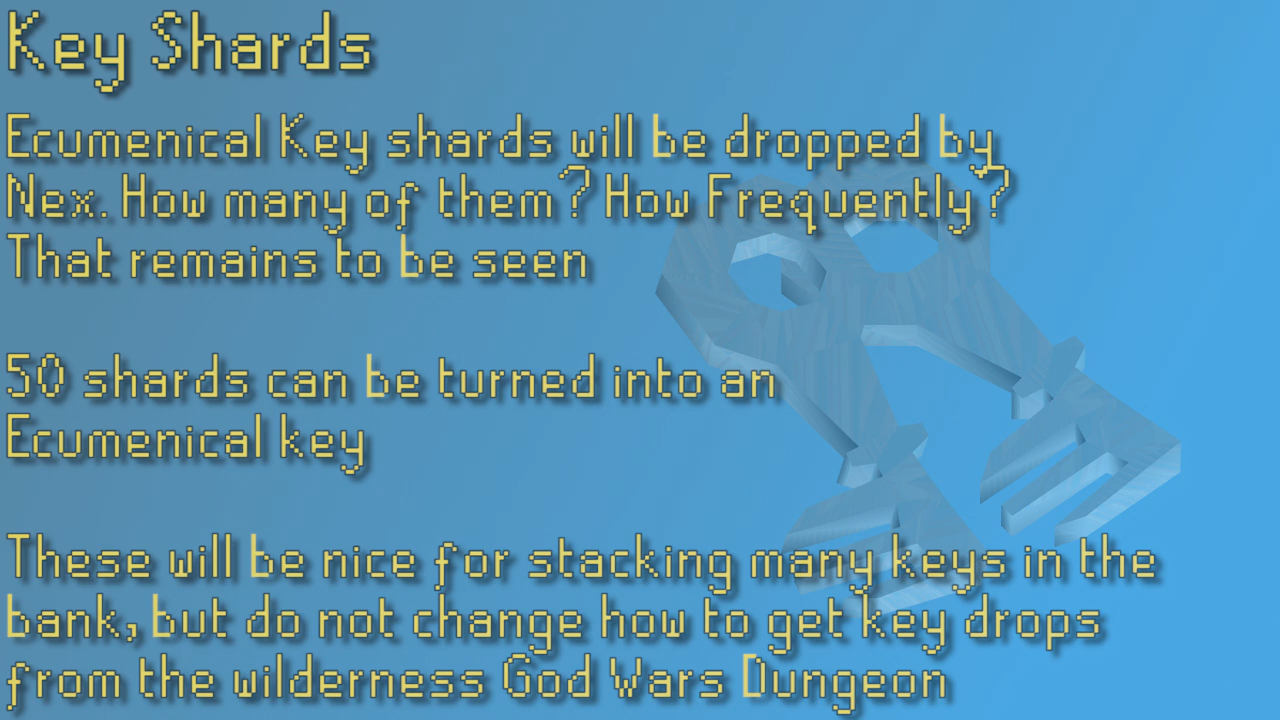 Key Shards
Ecumenical Key shards will be dropped by
Nex. How many of them? How Frequently?
That remains to be seen
50 shards can be turned into an
Ecumenical key
These will be nice for stacking many keys in the
bank, but do not change how to get key drops
from the wilderness God Wars Dungeon